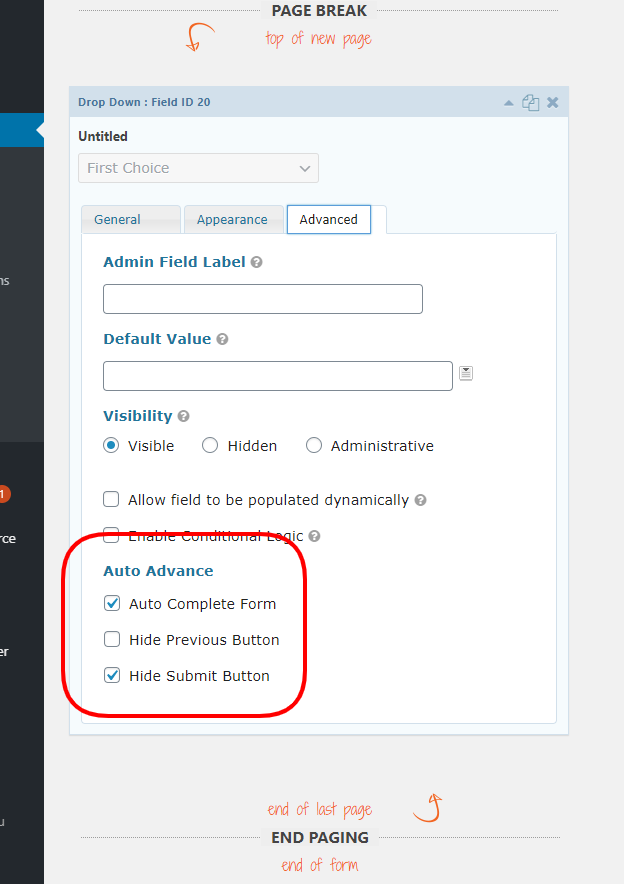 PAGE BREAK
top of new page
Drop Down : Field ID 20
Untitled
First Choice
General Appearance Advanced
Admin Field Label ?
Default Value ?
Visibility ?
Visible Hidden Administrative
Allow field to be populated dynamically ?
Enable Conditional Logic ?
Auto Advance
Auto Complete Form
Hide Previous Button
Hide Submit Button
end of last page
END PAGING
end of form
ns
1
rce
er
u